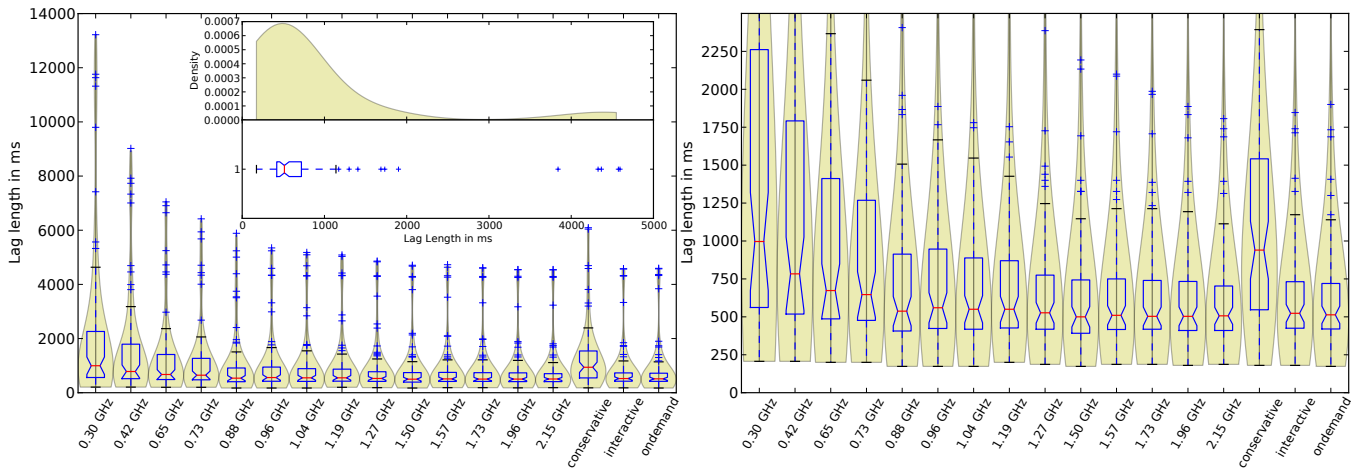 14000
12000
10000
8000
6000
4000
2000
0
Lag length in ms
0.30 GHz
0.42 GHz
0.65 GHz
0.73 GHz
0.88 GHz
0.96 GHz
1.04 GHz
1.19 GHz
1.27 GHz
1.50 GHz
1.57 GHz
1.73 GHz
1.96 GHz
2.15 GHz
conservative
interactive
ondemand
0.0007
0.0006
0.0005
0.0004
0.0003
0.0002
0.0001
0.0000
Density
1
0
1000
2000
3000
4000
5000
Lag Length in ms
2250
2000
1750
1500
1250
1000
750
500
250
0
Lag length in ms
0.30 GHz
0.42 GHz
0.65 GHz
0.73 GHz
0.88 GHz
0.96 GHz
1.04 GHz
1.19 GHz
1.27 GHz
1.50 GHz
1.57 GHz
1.73 GHz
1.96 GHz
2.15 GHz
conservative
interactive
ondemand